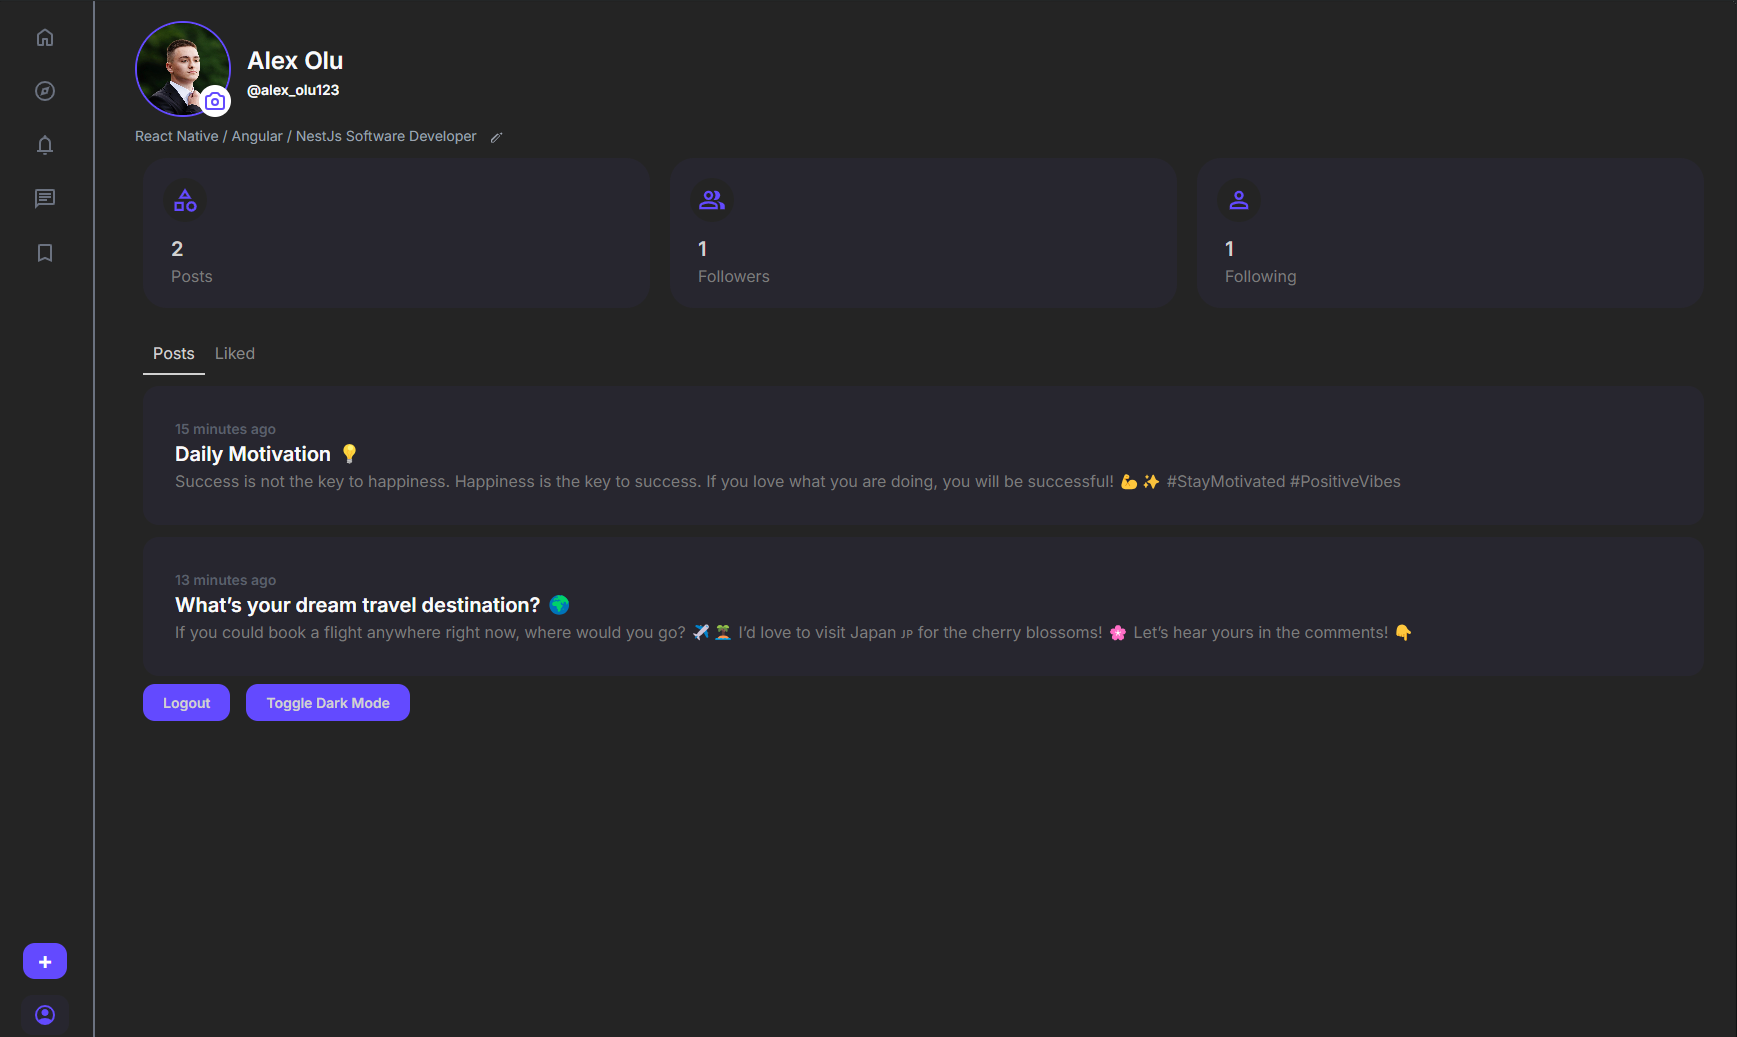 Alex Olu
@alex_olu123
React Native / Angular / NestJs Software Developer
2
Posts
1
Followers
1
Following
Posts
Liked
15 minutes ago
Daily Motivation 💡
Success is not the key to happiness. Happiness is the key to success. If you love what you are doing, you will be successful! 💪✨ #StayMotivated #PositiveVibes
13 minutes ago
What’s your dream travel destination? 🌍
If you could book a flight anywhere right now, where would you go? ✈️🏝️ I’d love to visit Japan 🇯🇵 for the cherry blossoms! 🌸 Let’s hear yours in the comments! 👇
Logout
Toggle Dark Mode